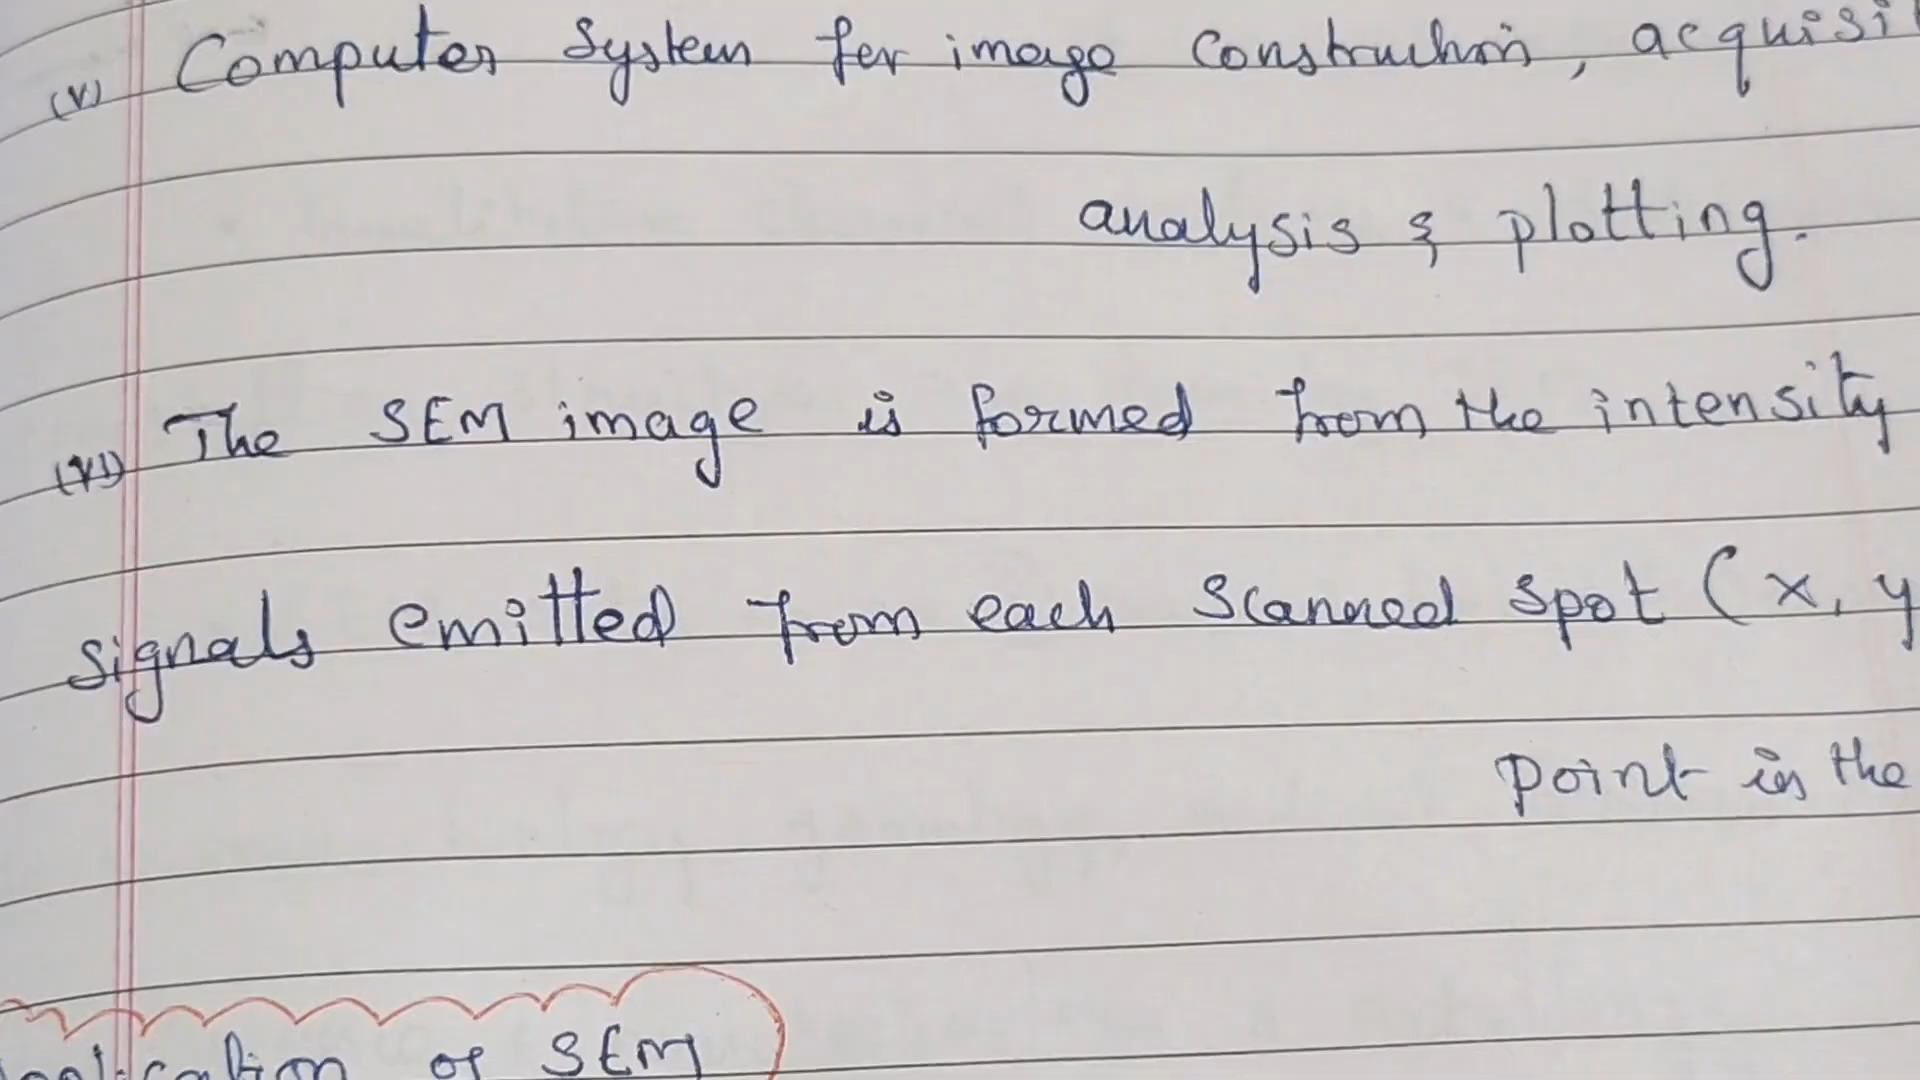 (V) Computer System for image Construction, acquisi
analysis & plotting.
(VI) The SEM image is formed from the intensity
signals emitted from each scanned spot (x, y
point in the
plication of SEM